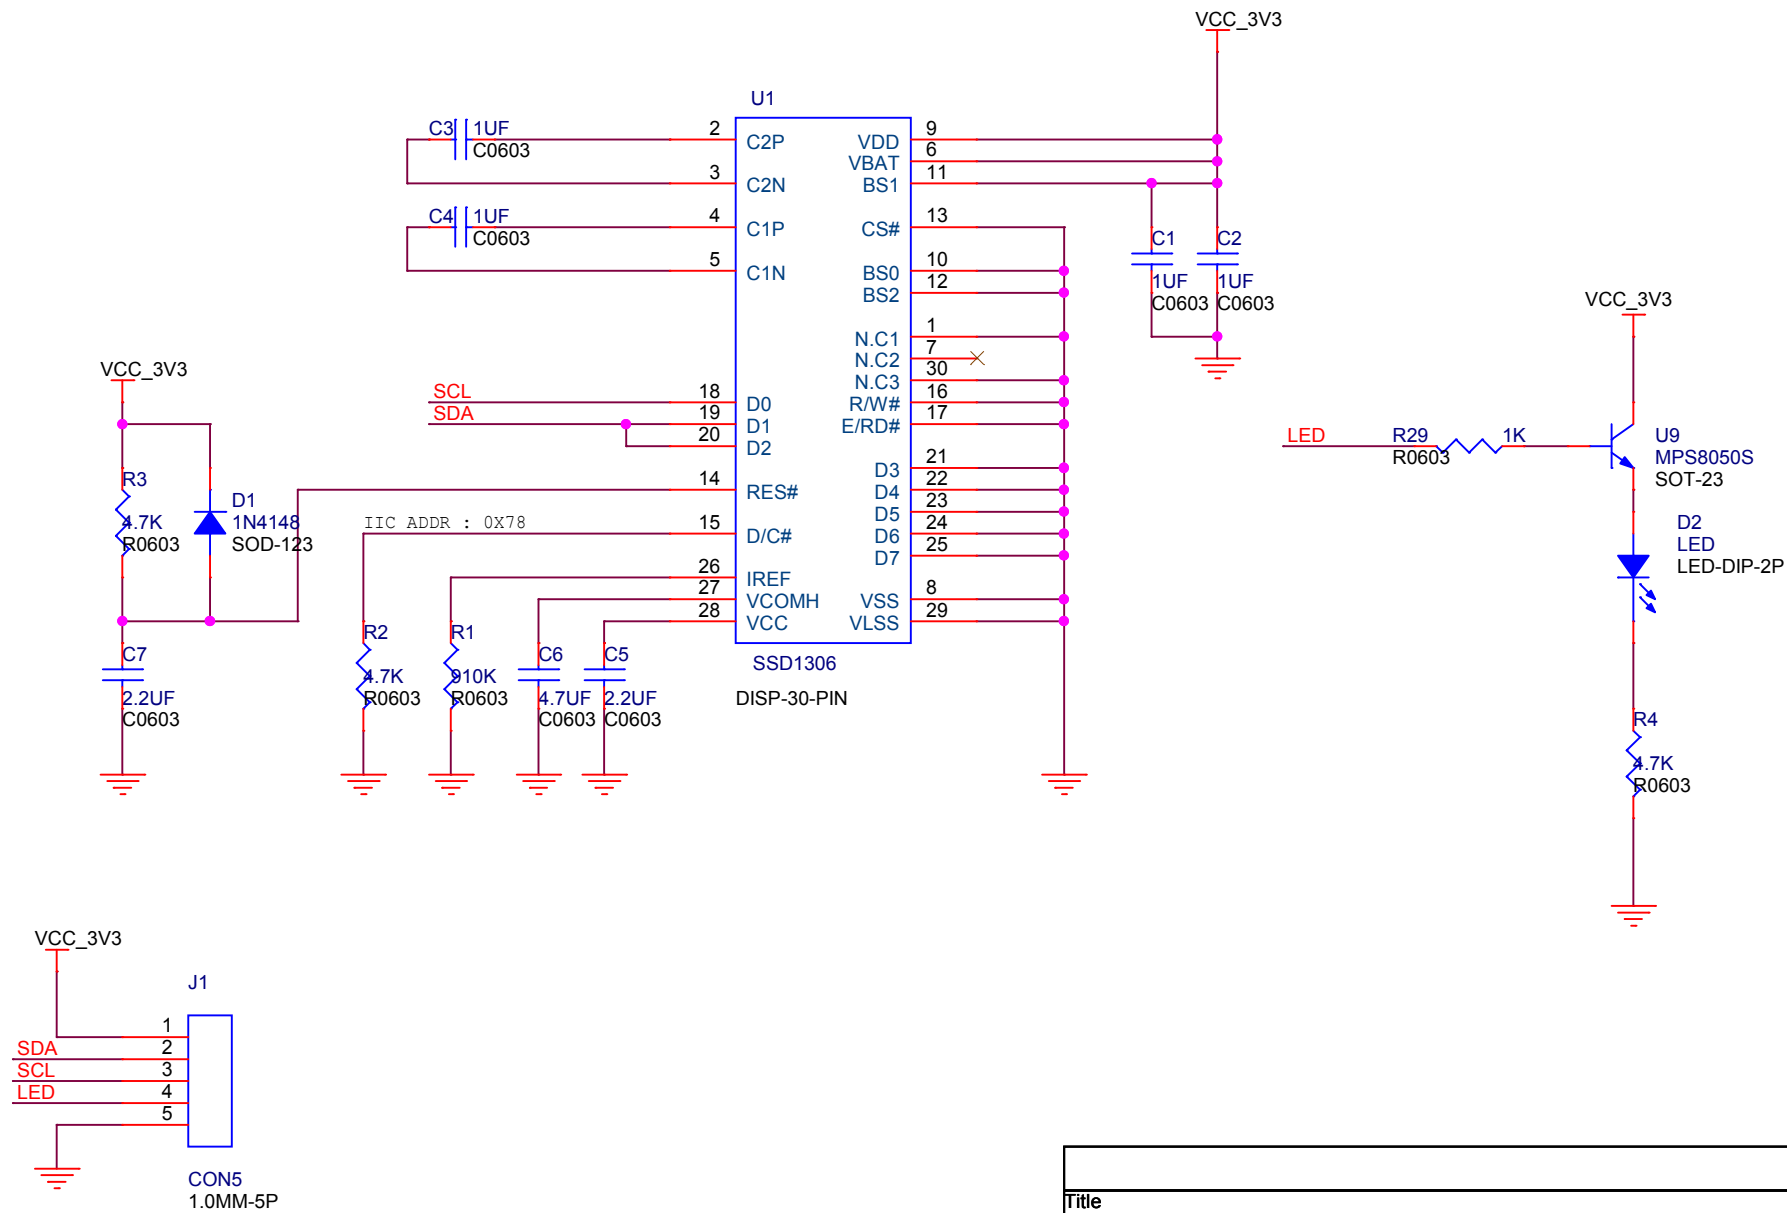 VCC_3V3
U1
C3 1UF
C0603
2 C2P
3 C2N
C4 1UF
C0603
4 C1P
5 C1N
VDD 9
VBAT 6
BS1 11
CS# 13
BS0 10
BS2 12
N.C1 1
N.C2 7
N.C3 30
R/W# 16
E/RD# 17
D3 21
D4 22
D5 23
D6 24
D7 25
VSS 8
VLSS 29
SCL 18 D0
SDA 19 D1
20 D2
14 RES#
IIC ADDR : 0X78 15 D/C#
26 IREF
27 VCOMH
28 VCC
SSD1306
DISP-30-PIN
C1
1UF
C0603
C2
1UF
C0603
VCC_3V3
R3
4.7K
R0603
D1
1N4148
SOD-123
C7
2.2UF
C0603
R2
4.7K
R0603
R1
910K
R0603
C6
4.7UF
C0603
C5
2.2UF
C0603
VCC_3V3
LED R29 1K
R0603
U9
MPS8050S
SOT-23
D2
LED
LED-DIP-2P
R4
4.7K
R0603
VCC_3V3
J1
1
SDA 2
SCL 3
LED 4
5
CON5
1.0MM-5P
Title